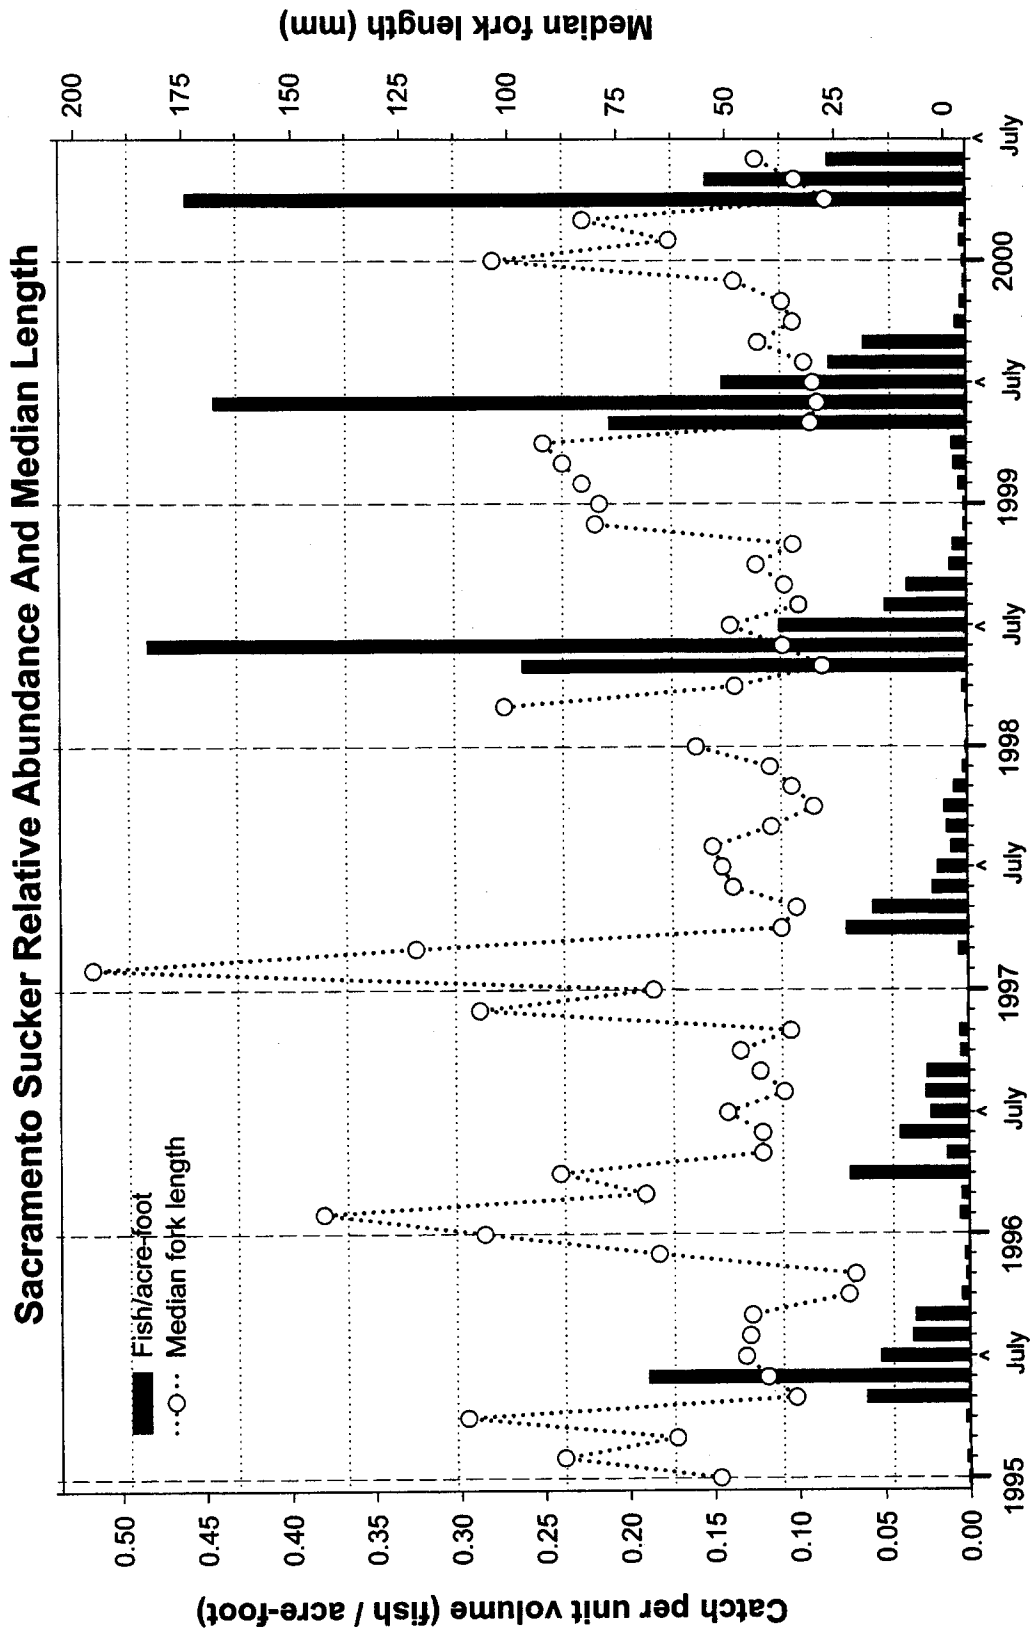 Sacramento Sucker Relative Abundance And Median Length
Fish/acre-foot
Median fork length
Catch per unit volume (fish / acre-foot)
0.50
0.45
0.40
0.35
0.30
0.25
0.20
0.15
0.10
0.05
0.00
Median fork length (mm)
200
175
150
125
100
75
50
25
0
1995
July
1996
July
1997
July
1998
July
1999
July
2000
July